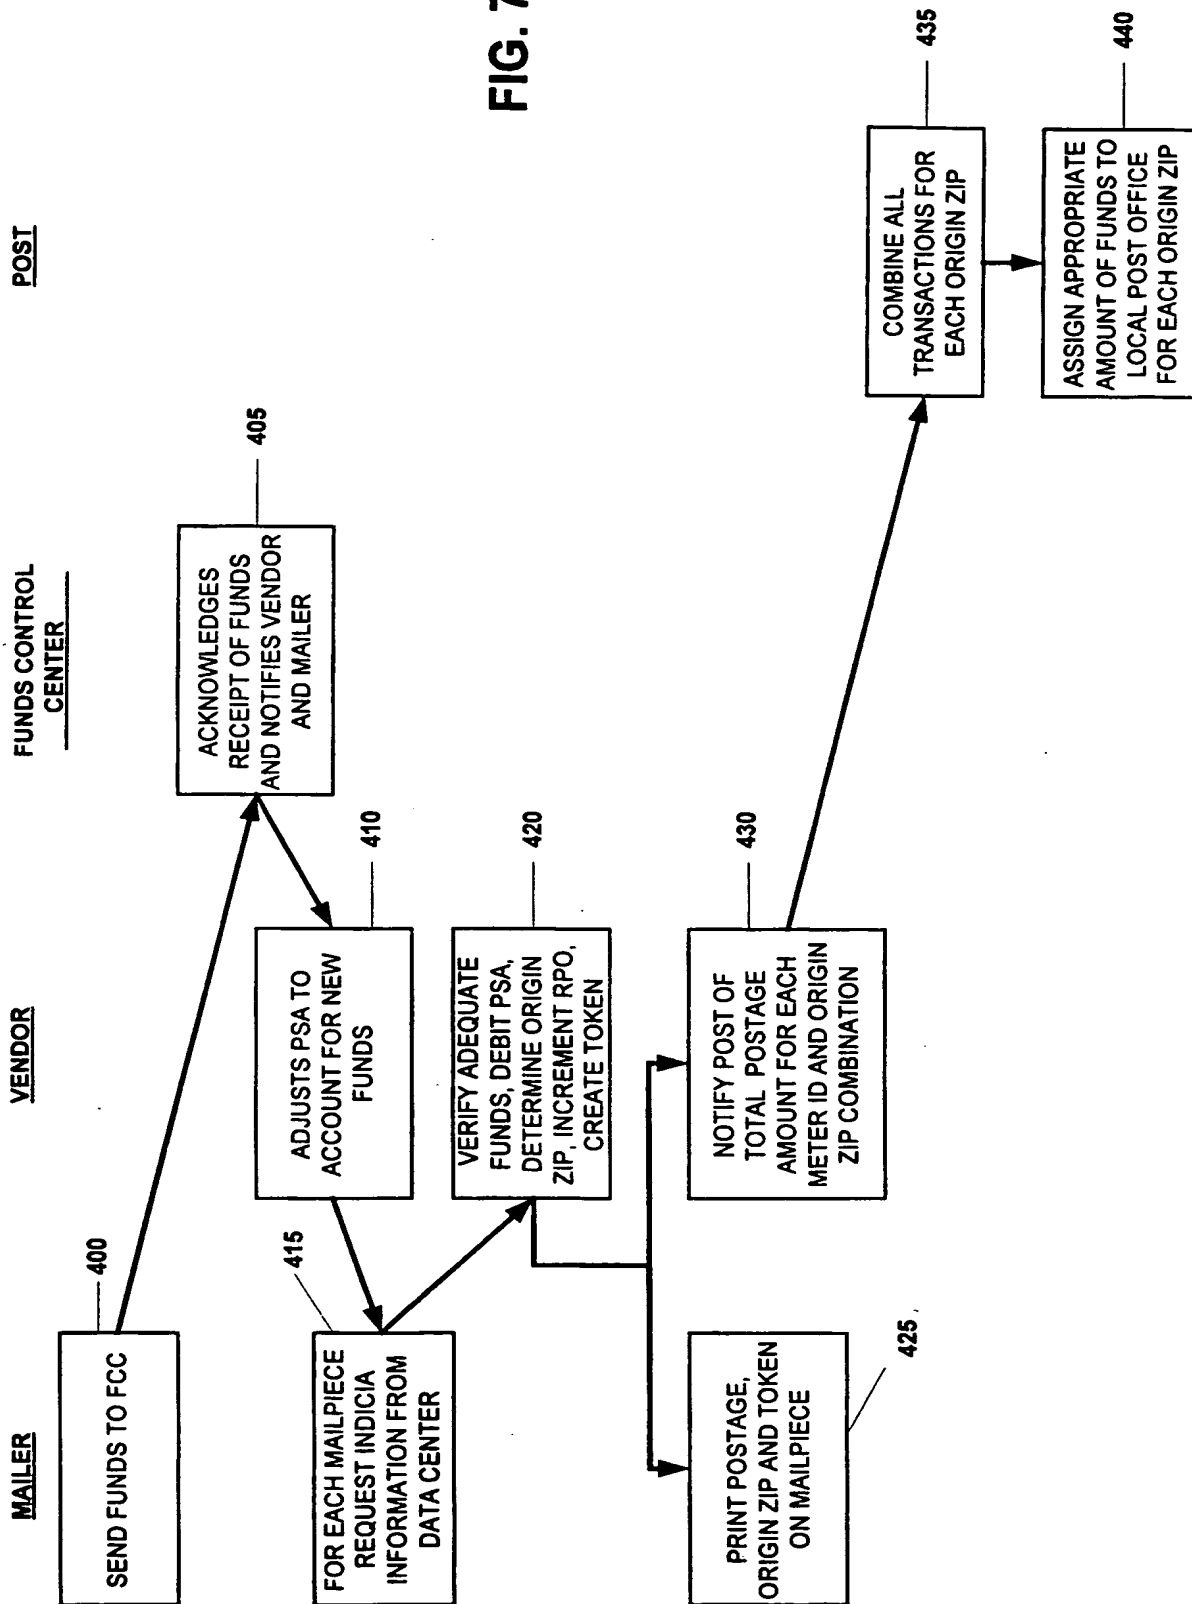 MAILER
VENDOR
FUNDS CONTROL
CENTER
POST
SEND FUNDS TO FCC
400
ACKNOWLEDGES
RECEIPT OF FUNDS
AND NOTIFIES VENDOR
AND MAILER
405
ADJUSTS PSA TO
ACCOUNT FOR NEW
FUNDS
410
FOR EACH MAILPIECE
REQUEST INDICIA
INFORMATION FROM
DATA CENTER
415
VERIFY ADEQUATE
FUNDS, DEBIT PSA,
DETERMINE ORIGIN
ZIP, INCREMENT RPO,
CREATE TOKEN
420
PRINT POSTAGE,
ORIGIN ZIP AND TOKEN
ON MAILPIECE
425
NOTIFY POST OF
TOTAL POSTAGE
AMOUNT FOR EACH
METER ID AND ORIGIN
ZIP COMBINATION
430
COMBINE ALL
TRANSACTIONS FOR
EACH ORIGIN ZIP
435
ASSIGN APPROPRIATE
AMOUNT OF FUNDS TO
LOCAL POST OFFICE
FOR EACH ORIGIN ZIP
440
FIG. 7